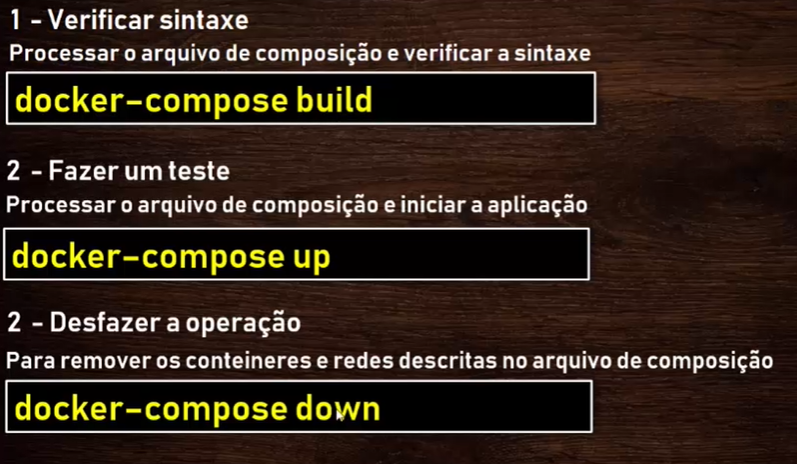 1 - Verificar sintaxe
Processar o arquivo de composição e verificar a sintaxe
docker-compose build
2 - Fazer um teste
Processar o arquivo de composição e iniciar a aplicação
docker-compose up
2 - Desfazer a operação
Para remover os conteineres e redes descritas no arquivo de composição
docker-compose down